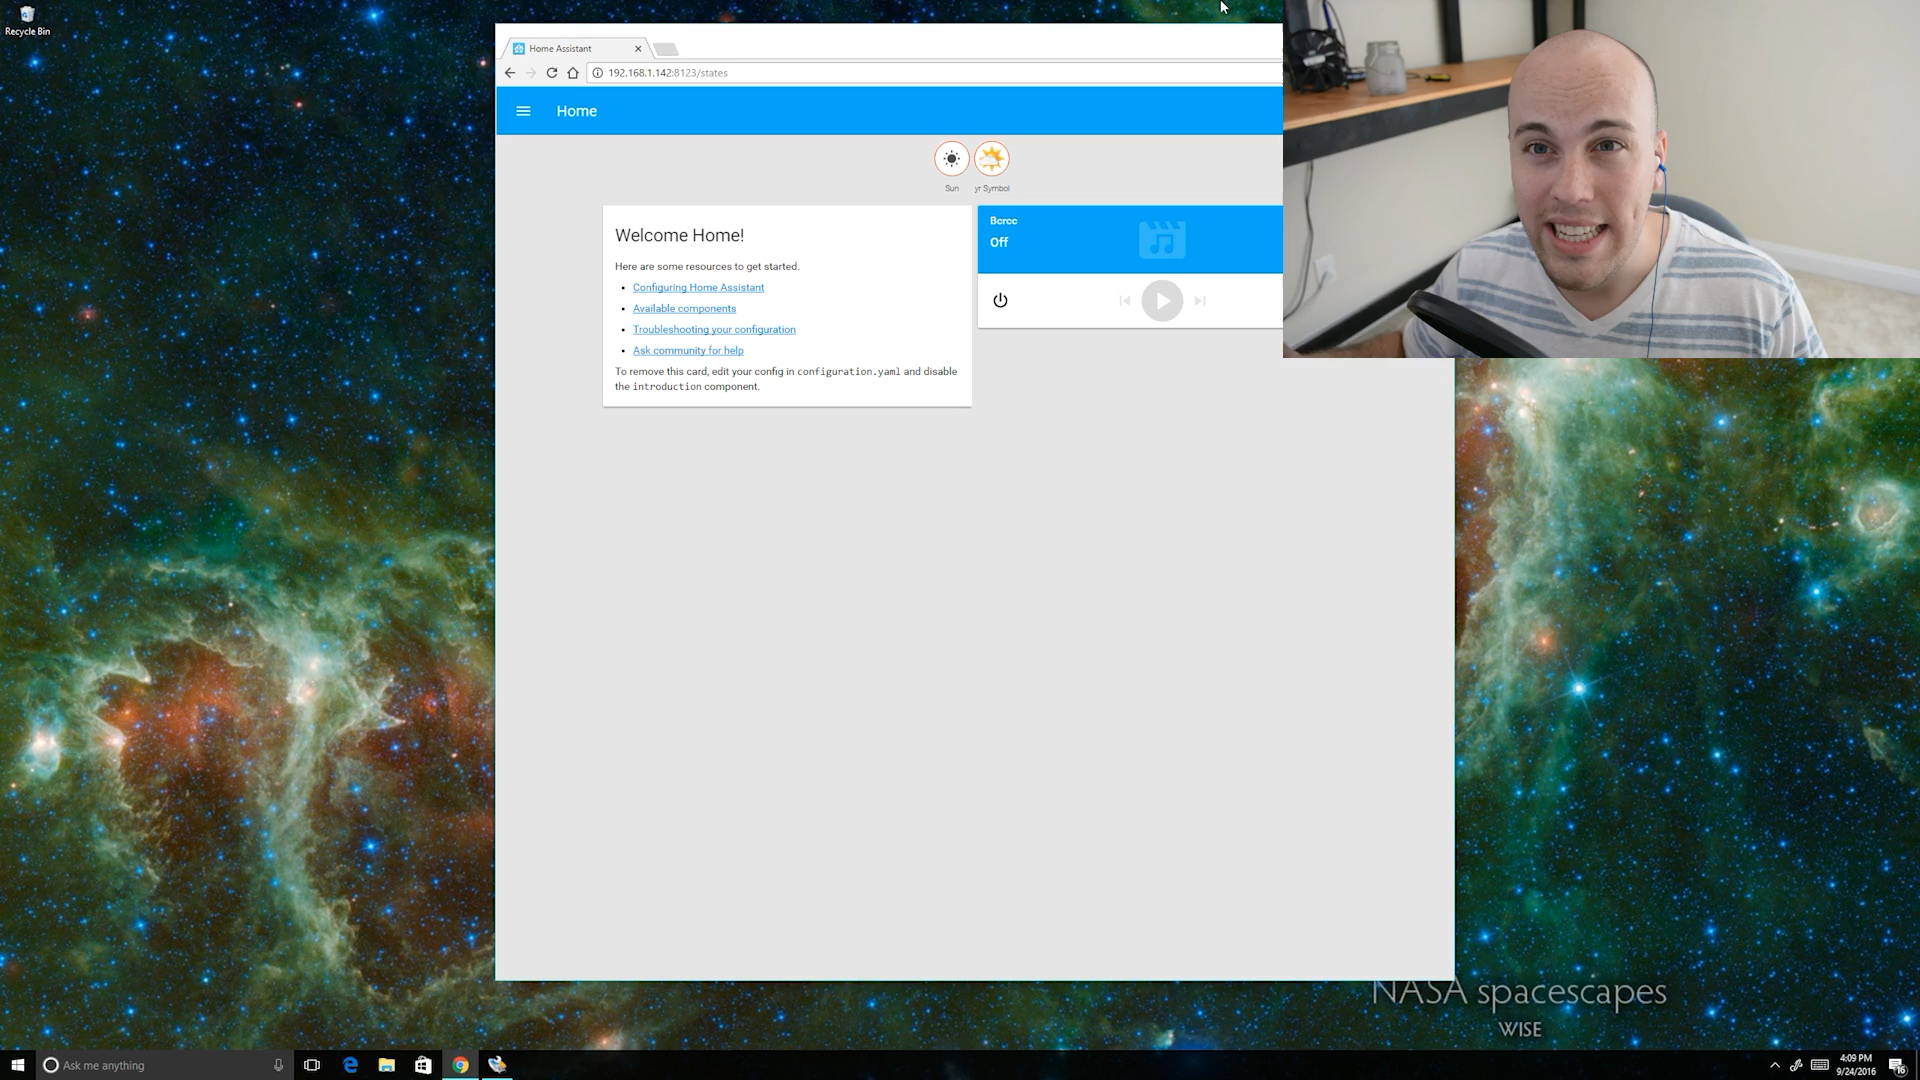 Recycle Bin
Home Assistant
192.168.1.142:8123/states
Home
Sun
yr Symbol
Welcome Home!
Here are some resources to get started.
Configuring Home Assistant
Available components
Troubleshooting your configuration
Ask community for help
To remove this card, edit your config in configuration.yaml and disable
the introduction component.
Bcrcc
Off
NASA spacescapes
WISE
Ask me anything
4:09 PM
9/24/2016
16